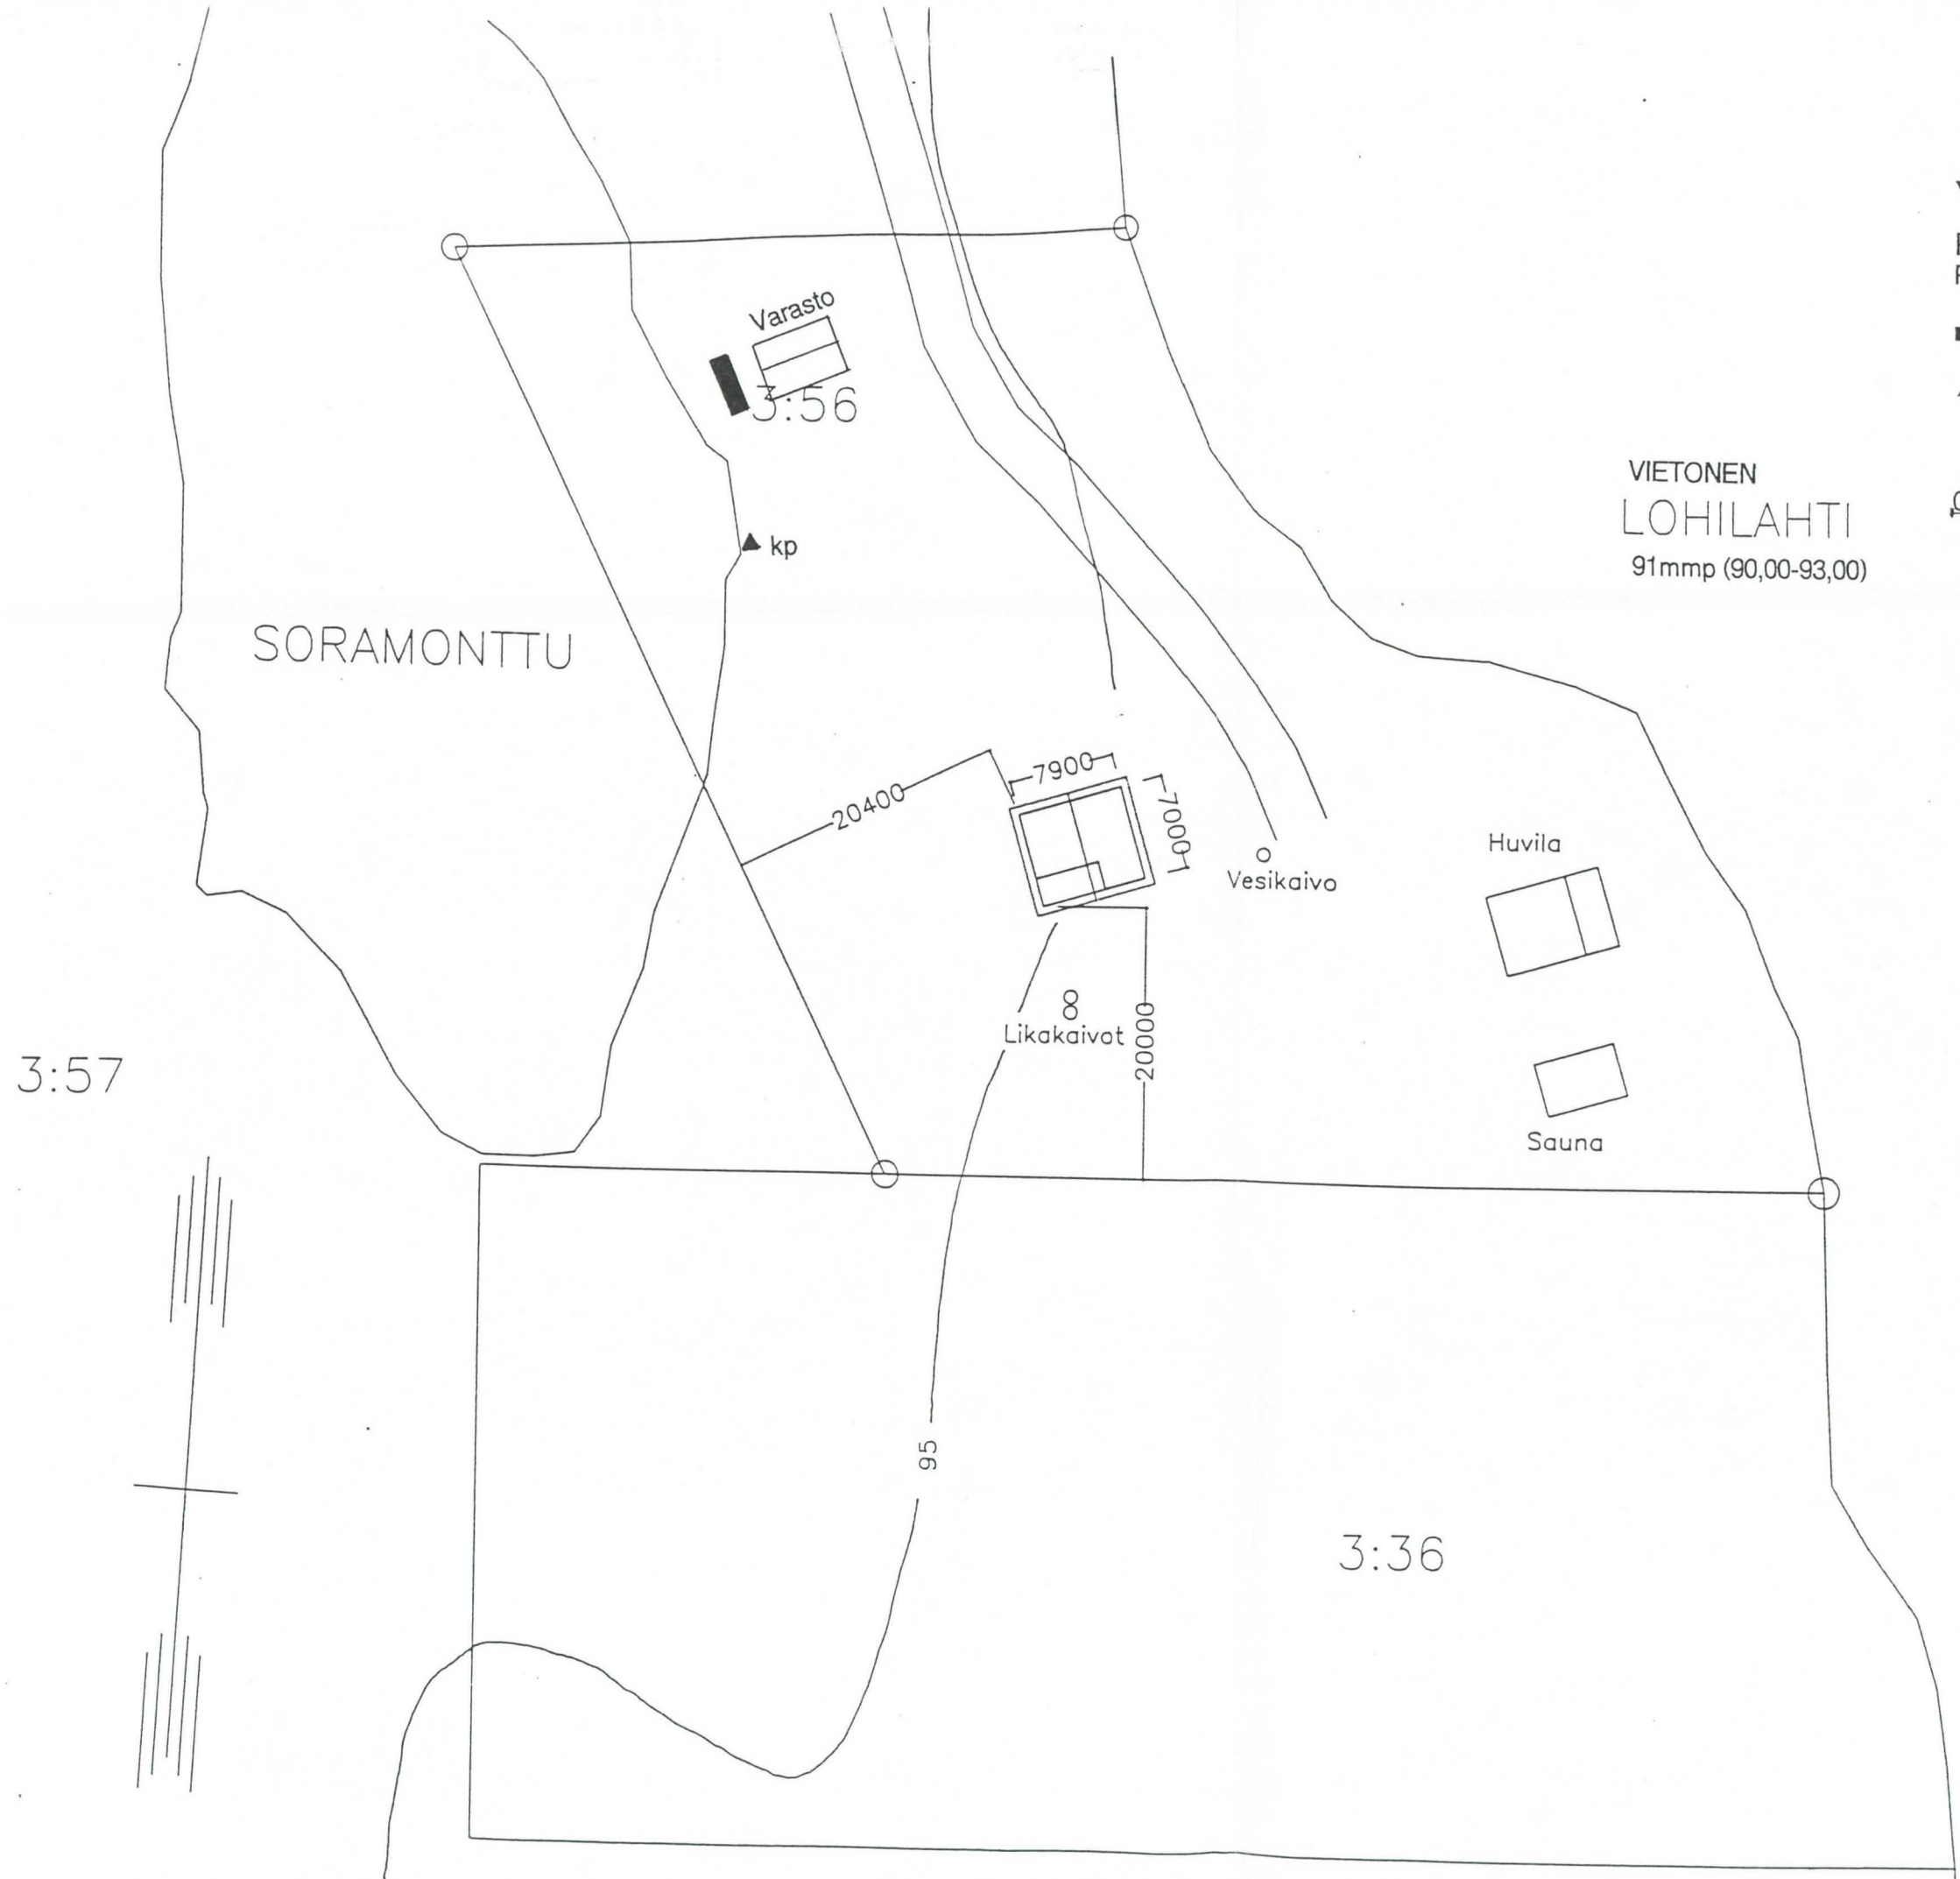 Varasto
3:56
VIETONEN
LOHILAHTI
91mmp (90,00-93,00)
kp
SORAMONTTU
7900
20400
7000
Huvila
Vesikaivo
Likakaivot
20000
3:57
Sauna
95
3:36